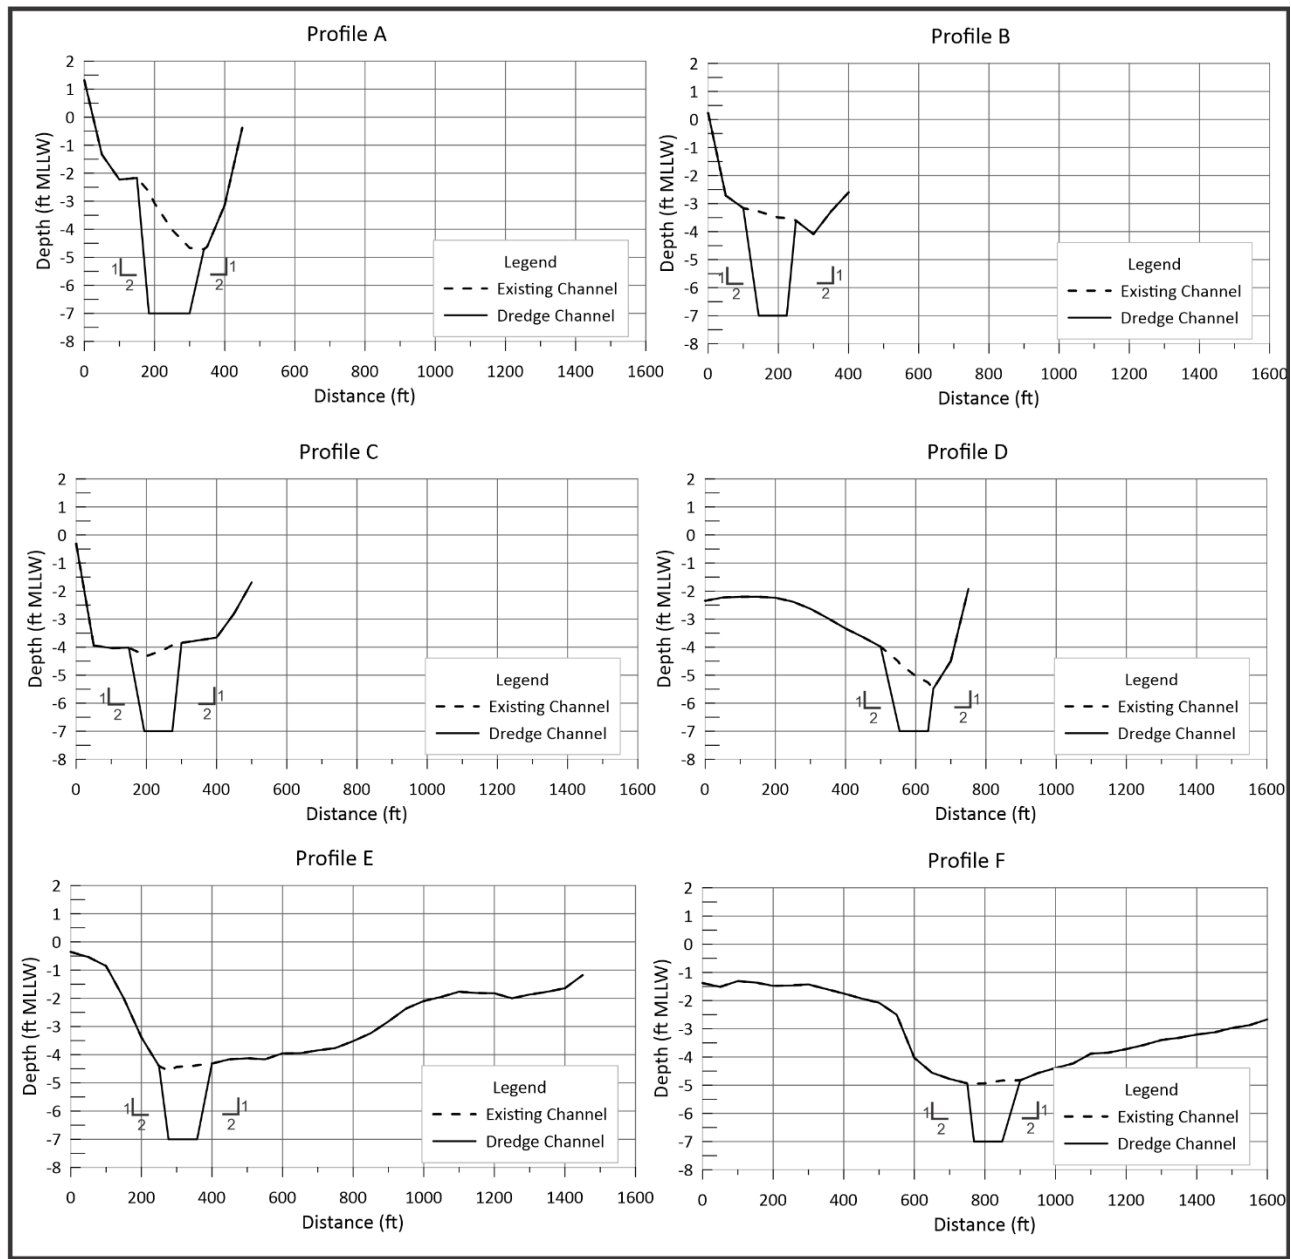 Profile A
2
1
0
-1
-2
-3
-4
-5
-6
-7
-8
Depth (ft MLLW)
1
2
1
2
Legend
Existing Channel
Dredge Channel
0 200 400 600 800 1000 1200 1400 1600
Distance (ft)
Profile B
2
1
0
-1
-2
-3
-4
-5
-6
-7
-8
Depth (ft MLLW)
1
2
1
2
Legend
Existing Channel
Dredge Channel
0 200 400 600 800 1000 1200 1400 1600
Distance (ft)
Profile C
2
1
0
-1
-2
-3
-4
-5
-6
-7
-8
Depth (ft MLLW)
1
2
1
2
Legend
Existing Channel
Dredge Channel
0 200 400 600 800 1000 1200 1400 1600
Distance (ft)
Profile D
2
1
0
-1
-2
-3
-4
-5
-6
-7
-8
Depth (ft MLLW)
1
2
1
2
Legend
Existing Channel
Dredge Channel
0 200 400 600 800 1000 1200 1400 1600
Distance (ft)
Profile E
2
1
0
-1
-2
-3
-4
-5
-6
-7
-8
Depth (ft MLLW)
1
2
1
2
Legend
Existing Channel
Dredge Channel
0 200 400 600 800 1000 1200 1400 1600
Distance (ft)
Profile F
2
1
0
-1
-2
-3
-4
-5
-6
-7
-8
Depth (ft MLLW)
1
2
1
2
Legend
Existing Channel
Dredge Channel
0 200 400 600 800 1000 1200 1400 1600
Distance (ft)